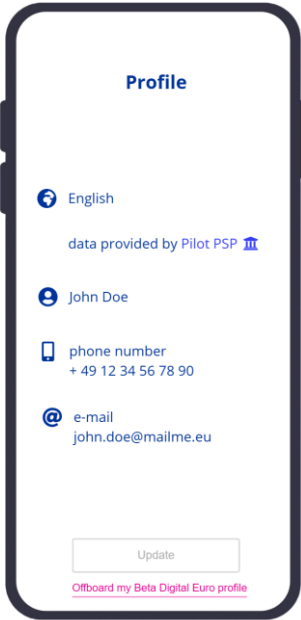 Profile
English
data provided by Pilot PSP
John Doe
phone number
+ 49 12 34 56 78 90
e-mail
john.doe@mailme.eu
Update
Offboard my Beta Digital Euro profile